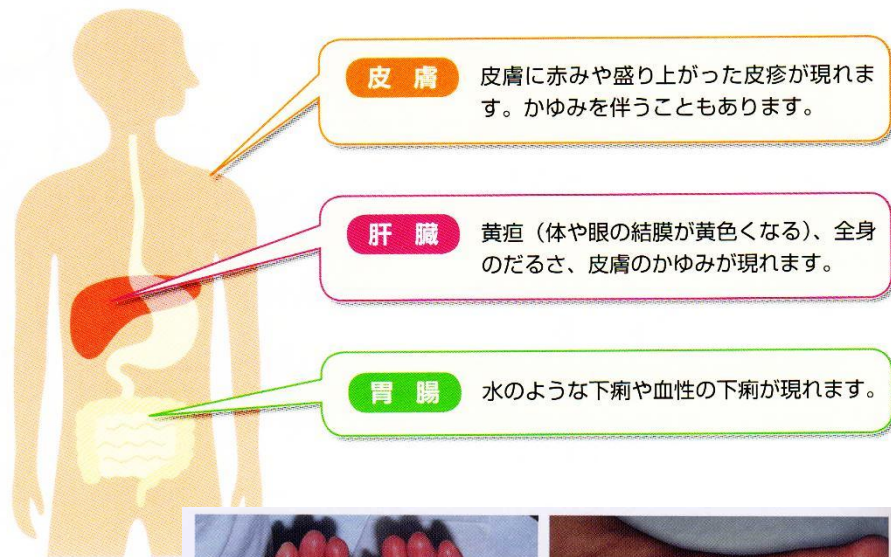 皮膚
皮膚に赤みや盛り上がった皮疹が現れま
す。かゆみを伴うこともあります。
肝臓
黄疸（体や眼の結膜が黄色くなる）、全身
のだるさ、皮膚のかゆみが現れます。
胃腸
水のような下痢や血性の下痢が現れます。